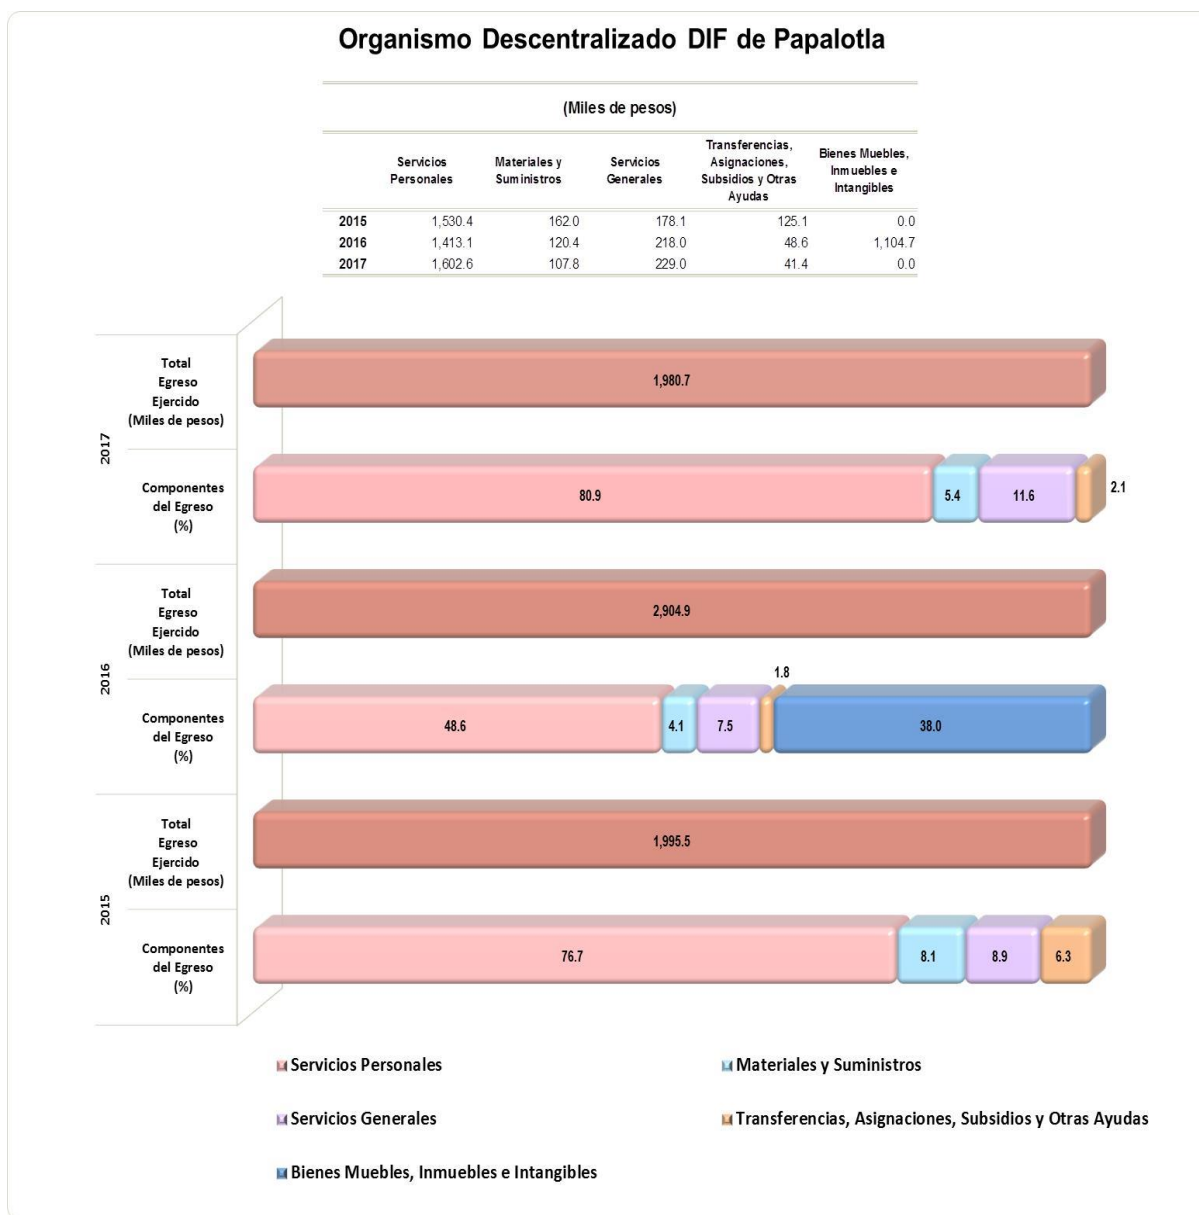 Organismo Descentralizado DIF de Papalotla
(Miles de pesos)
Servicios Personales
Materiales y Suministros
Servicios Generales
Transferencias, Asignaciones, Subsidios y Otras Ayudas
Bienes Muebles, Inmuebles e Intangibles
2015 1,530.4 162.0 178.1 125.1 0.0
2016 1,413.1 120.4 218.0 48.6 1,104.7
2017 1,602.6 107.8 229.0 41.4 0.0
2017
Total
Egreso
Ejercido
(Miles de pesos)
1,980.7
Componentes
del Egreso
(%)
80.9 5.4 11.6 2.1
2016
Total
Egreso
Ejercido
(Miles de pesos)
2,904.9
Componentes
del Egreso
(%)
48.6 4.1 7.5 1.8 38.0
2015
Total
Egreso
Ejercido
(Miles de pesos)
1,995.5
Componentes
del Egreso
(%)
76.7 8.1 8.9 6.3
Servicios Personales
Materiales y Suministros
Servicios Generales
Transferencias, Asignaciones, Subsidios y Otras Ayudas
Bienes Muebles, Inmuebles e Intangibles